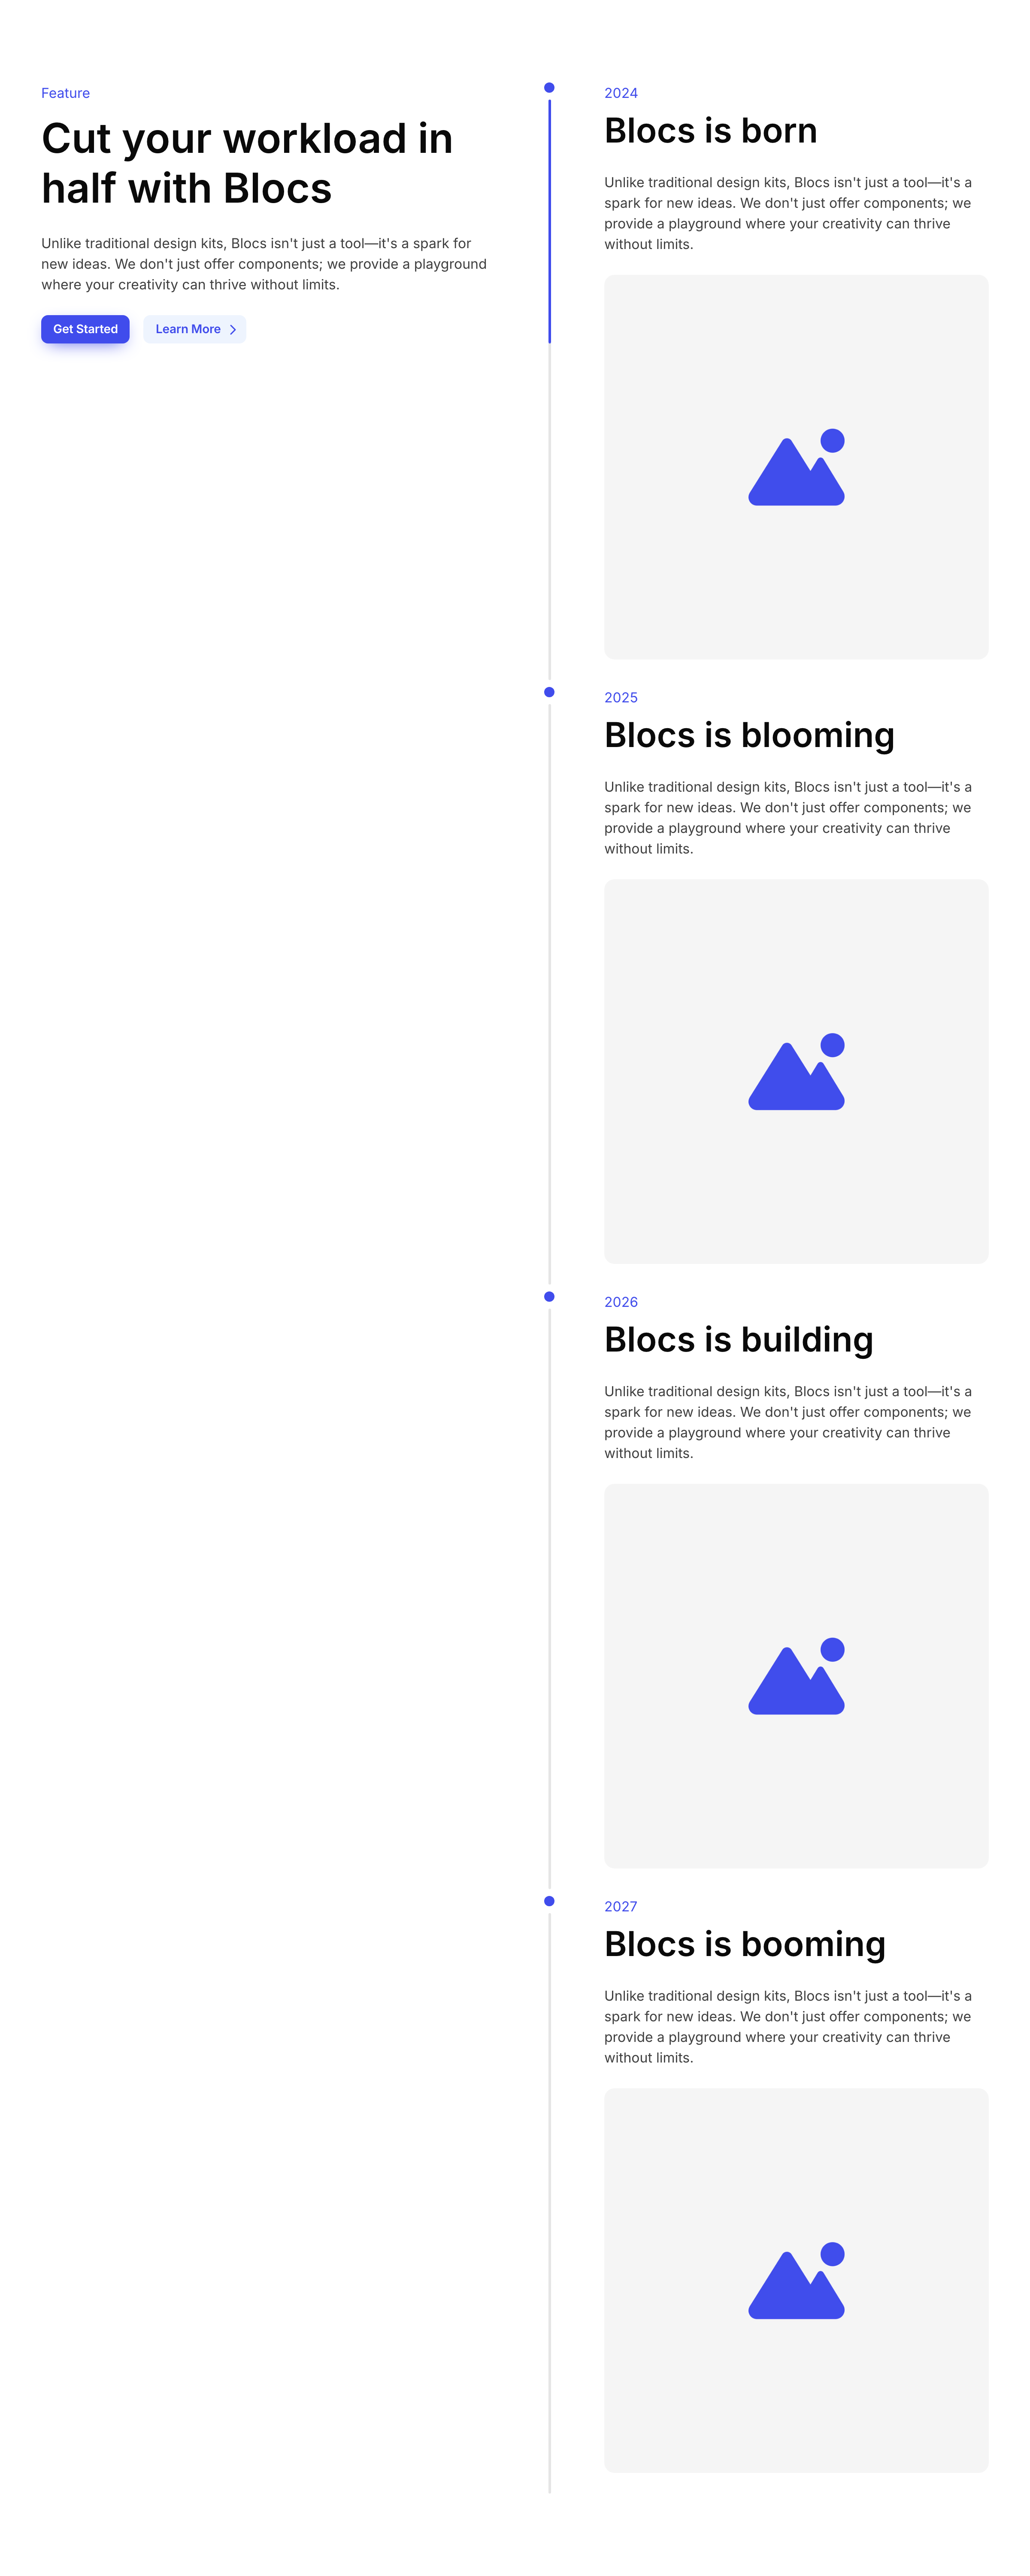 Feature
Cut your workload in
half with Blocs
Unlike traditional design kits, Blocs isn't just a tool—it's a spark for
new ideas. We don't just offer components; we provide a playground
where your creativity can thrive without limits.
Get Started
Learn More
2024
Blocs is born
Unlike traditional design kits, Blocs isn't just a tool—it's a
spark for new ideas. We don't just offer components; we
provide a playground where your creativity can thrive
without limits.
2025
Blocs is blooming
Unlike traditional design kits, Blocs isn't just a tool—it's a
spark for new ideas. We don't just offer components; we
provide a playground where your creativity can thrive
without limits.
2026
Blocs is building
Unlike traditional design kits, Blocs isn't just a tool—it's a
spark for new ideas. We don't just offer components; we
provide a playground where your creativity can thrive
without limits.
2027
Blocs is booming
Unlike traditional design kits, Blocs isn't just a tool—it's a
spark for new ideas. We don't just offer components; we
provide a playground where your creativity can thrive
without limits.